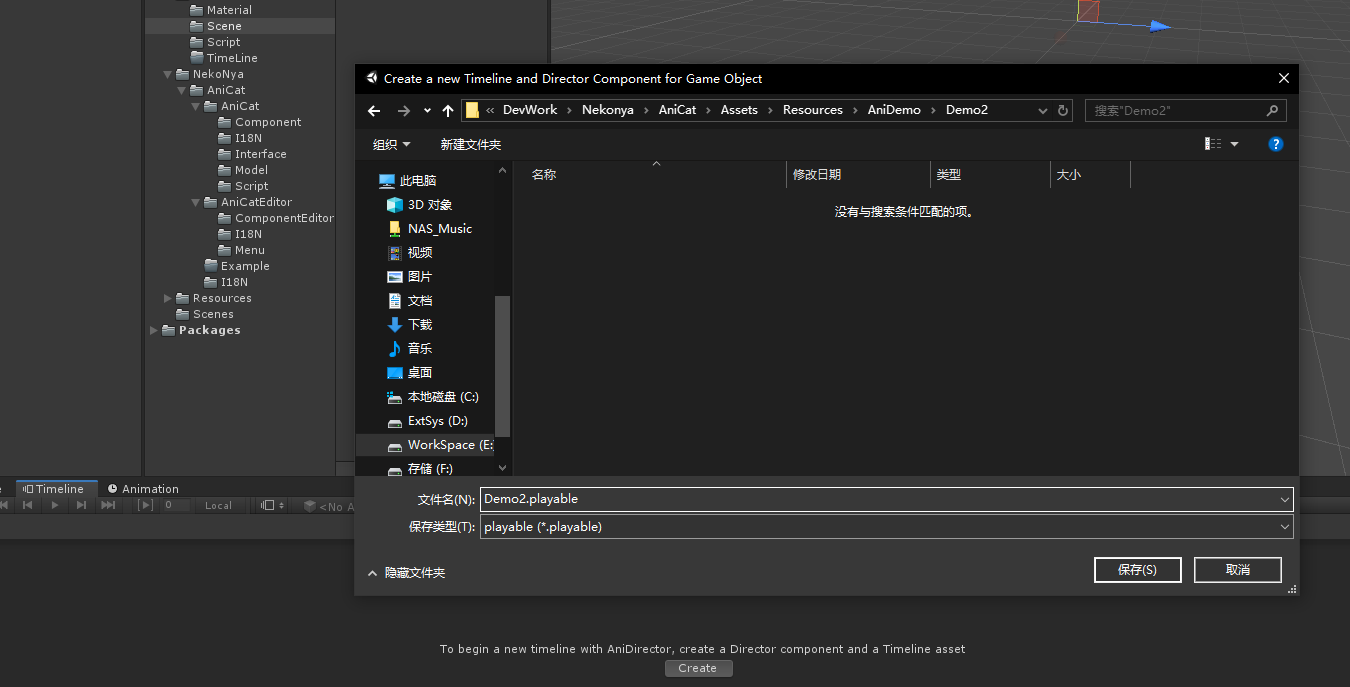 Material
Scene
Script
TimeLine
NekoNya
AniCat
AniCat
Component
I18N
Interface
Model
Script
AniCatEditor
ComponentEditor
I18N
Menu
Example
I18N
Resources
Scenes
Packages
Create a new Timeline and Director Component for Game Object
« DevWork › Nekonya › AniCat › Assets › Resources › AniDemo › Demo2
搜索"Demo2"
组织 新建文件夹
名称 修改日期 类型 大小
没有与搜索条件匹配的项。
此电脑
3D 对象
NAS_Music
视频
图片
文档
下载
音乐
桌面
本地磁盘 (C:)
ExtSys (D:)
WorkSpace (E:
存储 (F:)
文件名(N): Demo2.playable
保存类型(T): playable (*.playable)
隐藏文件夹
保存(S) 取消
Timeline Animation
0 Local <No A
To begin a new timeline with AniDirector, create a Director component and a Timeline asset
Create